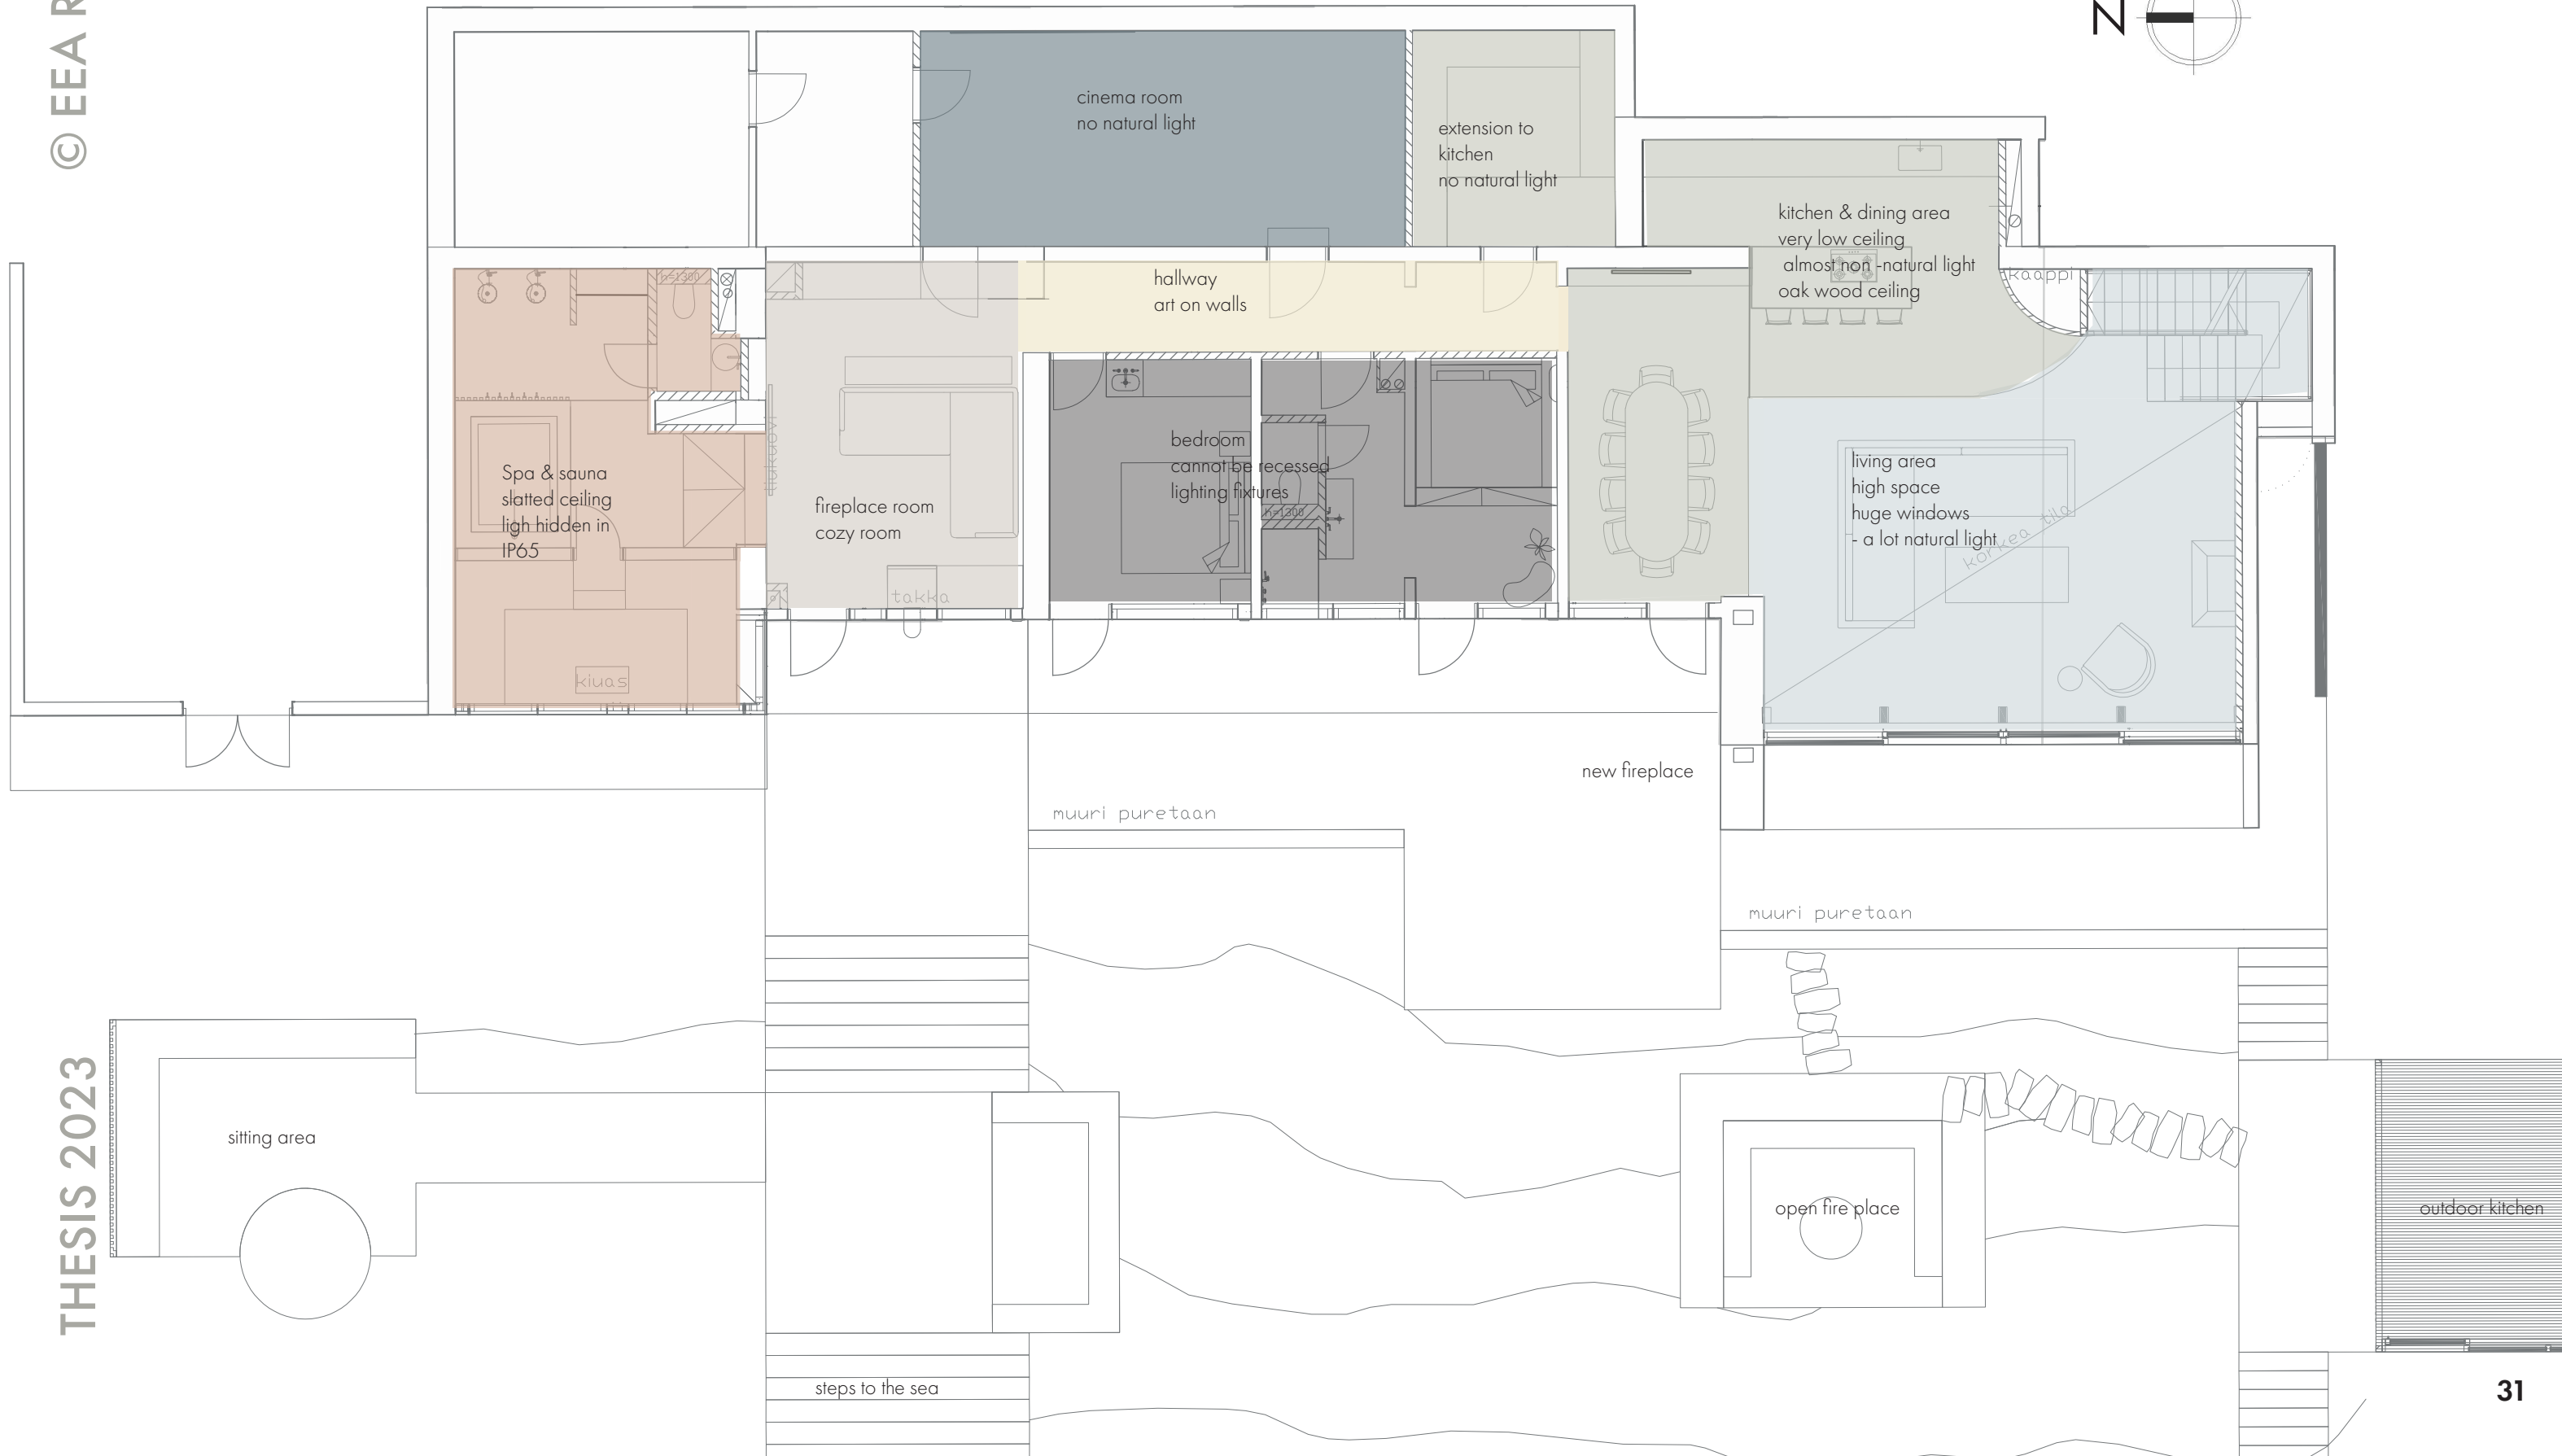 © EEA R
N
cinema room
no natural light
extension to
kitchen
no natural light
kitchen & dining area
very low ceiling
almost non -natural light
oak wood ceiling
h=1300
hallway
art on walls
kaappi
liukuovi
bedroom
cannot be recessed
lighting fixtures
h=1300
living area
high space
huge windows
- a lot natural light
korkea tila
Spa & sauna
slatted ceiling
ligh hidden in
IP65
fireplace room
cozy room
takka
kiuas
new fireplace
muuri puretaan
muuri puretaan
THESIS 2023
sitting area
open fire place
outdoor kitchen
steps to the sea
31